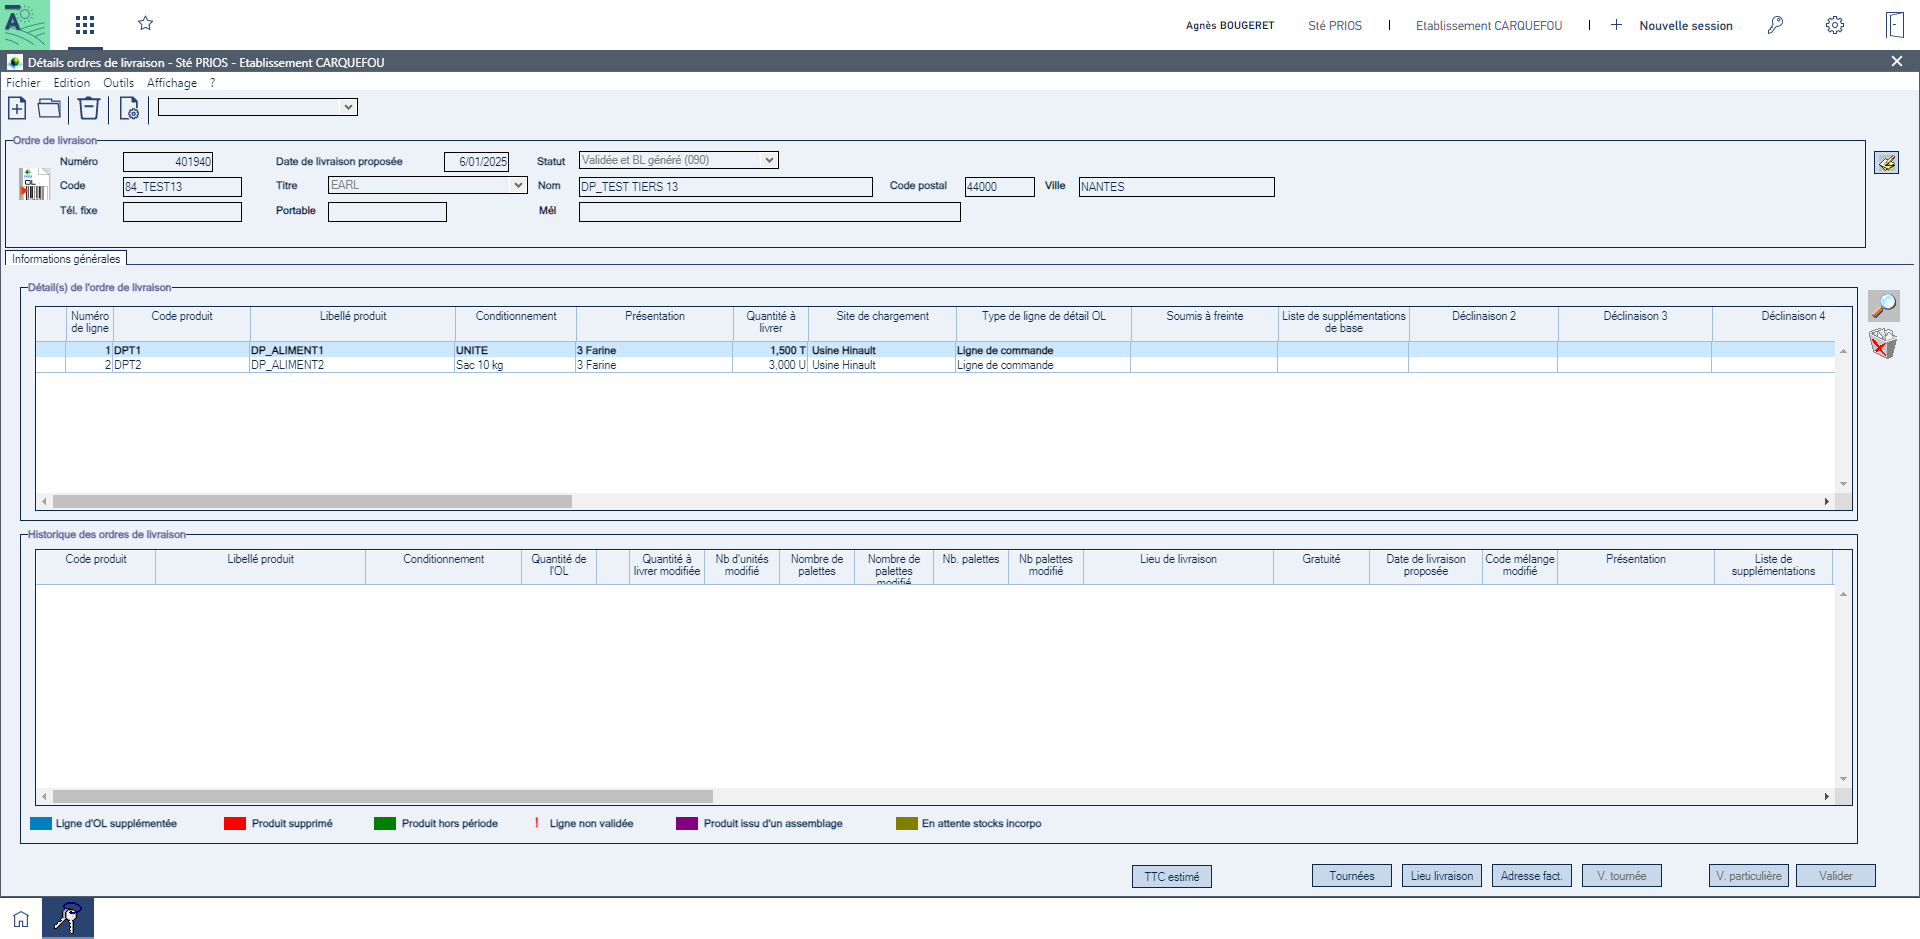 A
Agnès BOUGERET Sté PRIOS | Etablissement CARQUEFOU | + Nouvelle session
Détails ordres de livraison - Sté PRIOS - Etablissement CARQUEFOU
Fichier Edition Outils Affichage ?
Ordre de livraison
Numéro 401940 Date de livraison proposée 6/01/2025 Statut Validée et BL généré (090)
OL
Code 84_TEST13 Titre EARL Nom DP_TEST TIERS 13 Code postal 44000 Ville NANTES
Tél. fixe Portable Mél
Informations générales
Détail(s) de l'ordre de livraison
Numéro de ligne Code produit Libellé produit Conditionnement Présentation Quantité à livrer Site de chargement Type de ligne de détail OL Soumis à freinte Liste de supplémentations de base Déclinaison 2 Déclinaison 3 Déclinaison 4
1 DPT1 DP_ALIMENT1 UNITE 3 Farine 1,500 T Usine Hinault Ligne de commande
2 DPT2 DP_ALIMENT2 Sac 10 kg 3 Farine 3,000 U Usine Hinault Ligne de commande
Historique des ordres de livraison
Code produit Libellé produit Conditionnement Quantité de l'OL Quantité à livrer modifiée Nb d'unités modifié Nombre de palettes Nombre de palettes modifié Nb. palettes Nb palettes modifié Lieu de livraison Gratuité Date de livraison proposée Code mélange modifié Présentation Liste de supplémentations
Ligne d'OL supplémentée Produit supprimé Produit hors période ! Ligne non validée Produit issu d'un assemblage En attente stocks incorpo
TTC estimé Tournées Lieu livraison Adresse fact. V. tournée V. particulière Valider